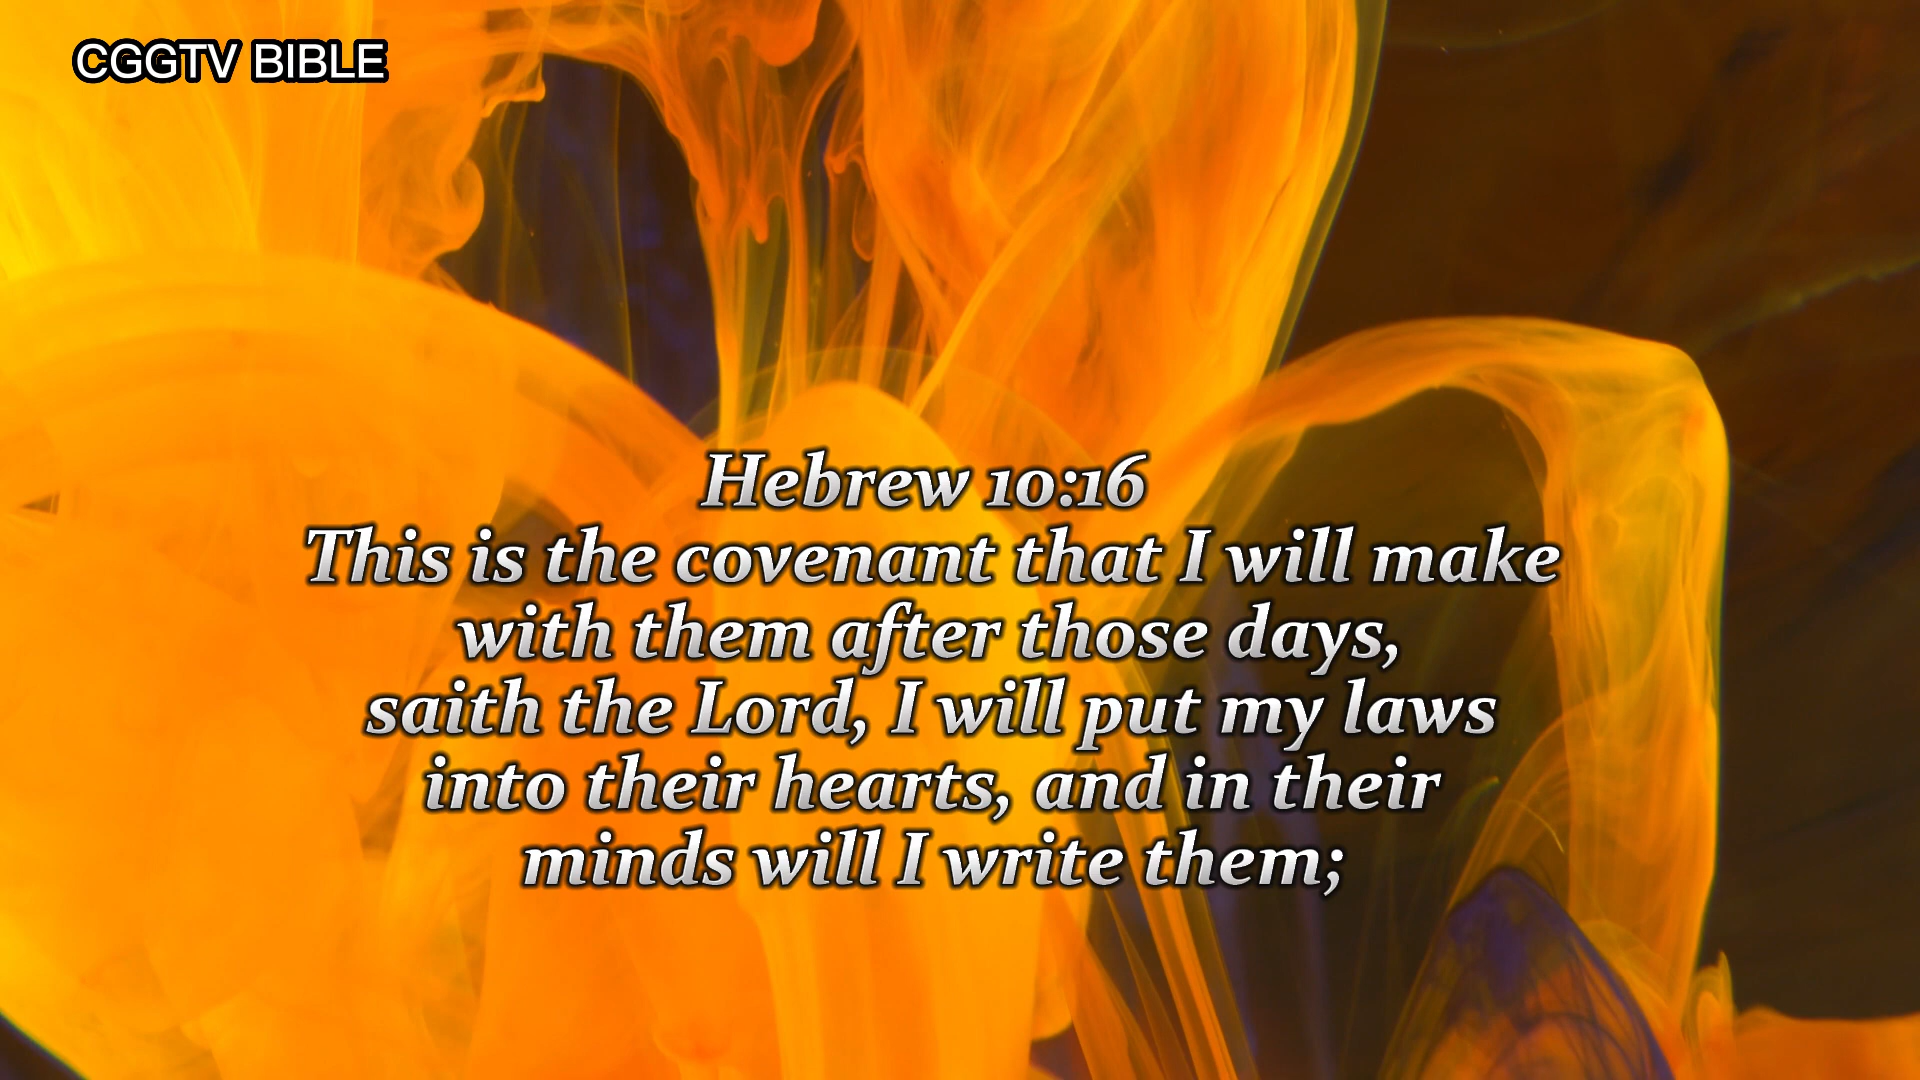 CGGTV BIBLE
Hebrew 10:16
This is the covenant that I will make
with them after those days,
saith the Lord, I will put my laws
into their hearts, and in their
minds will I write them;